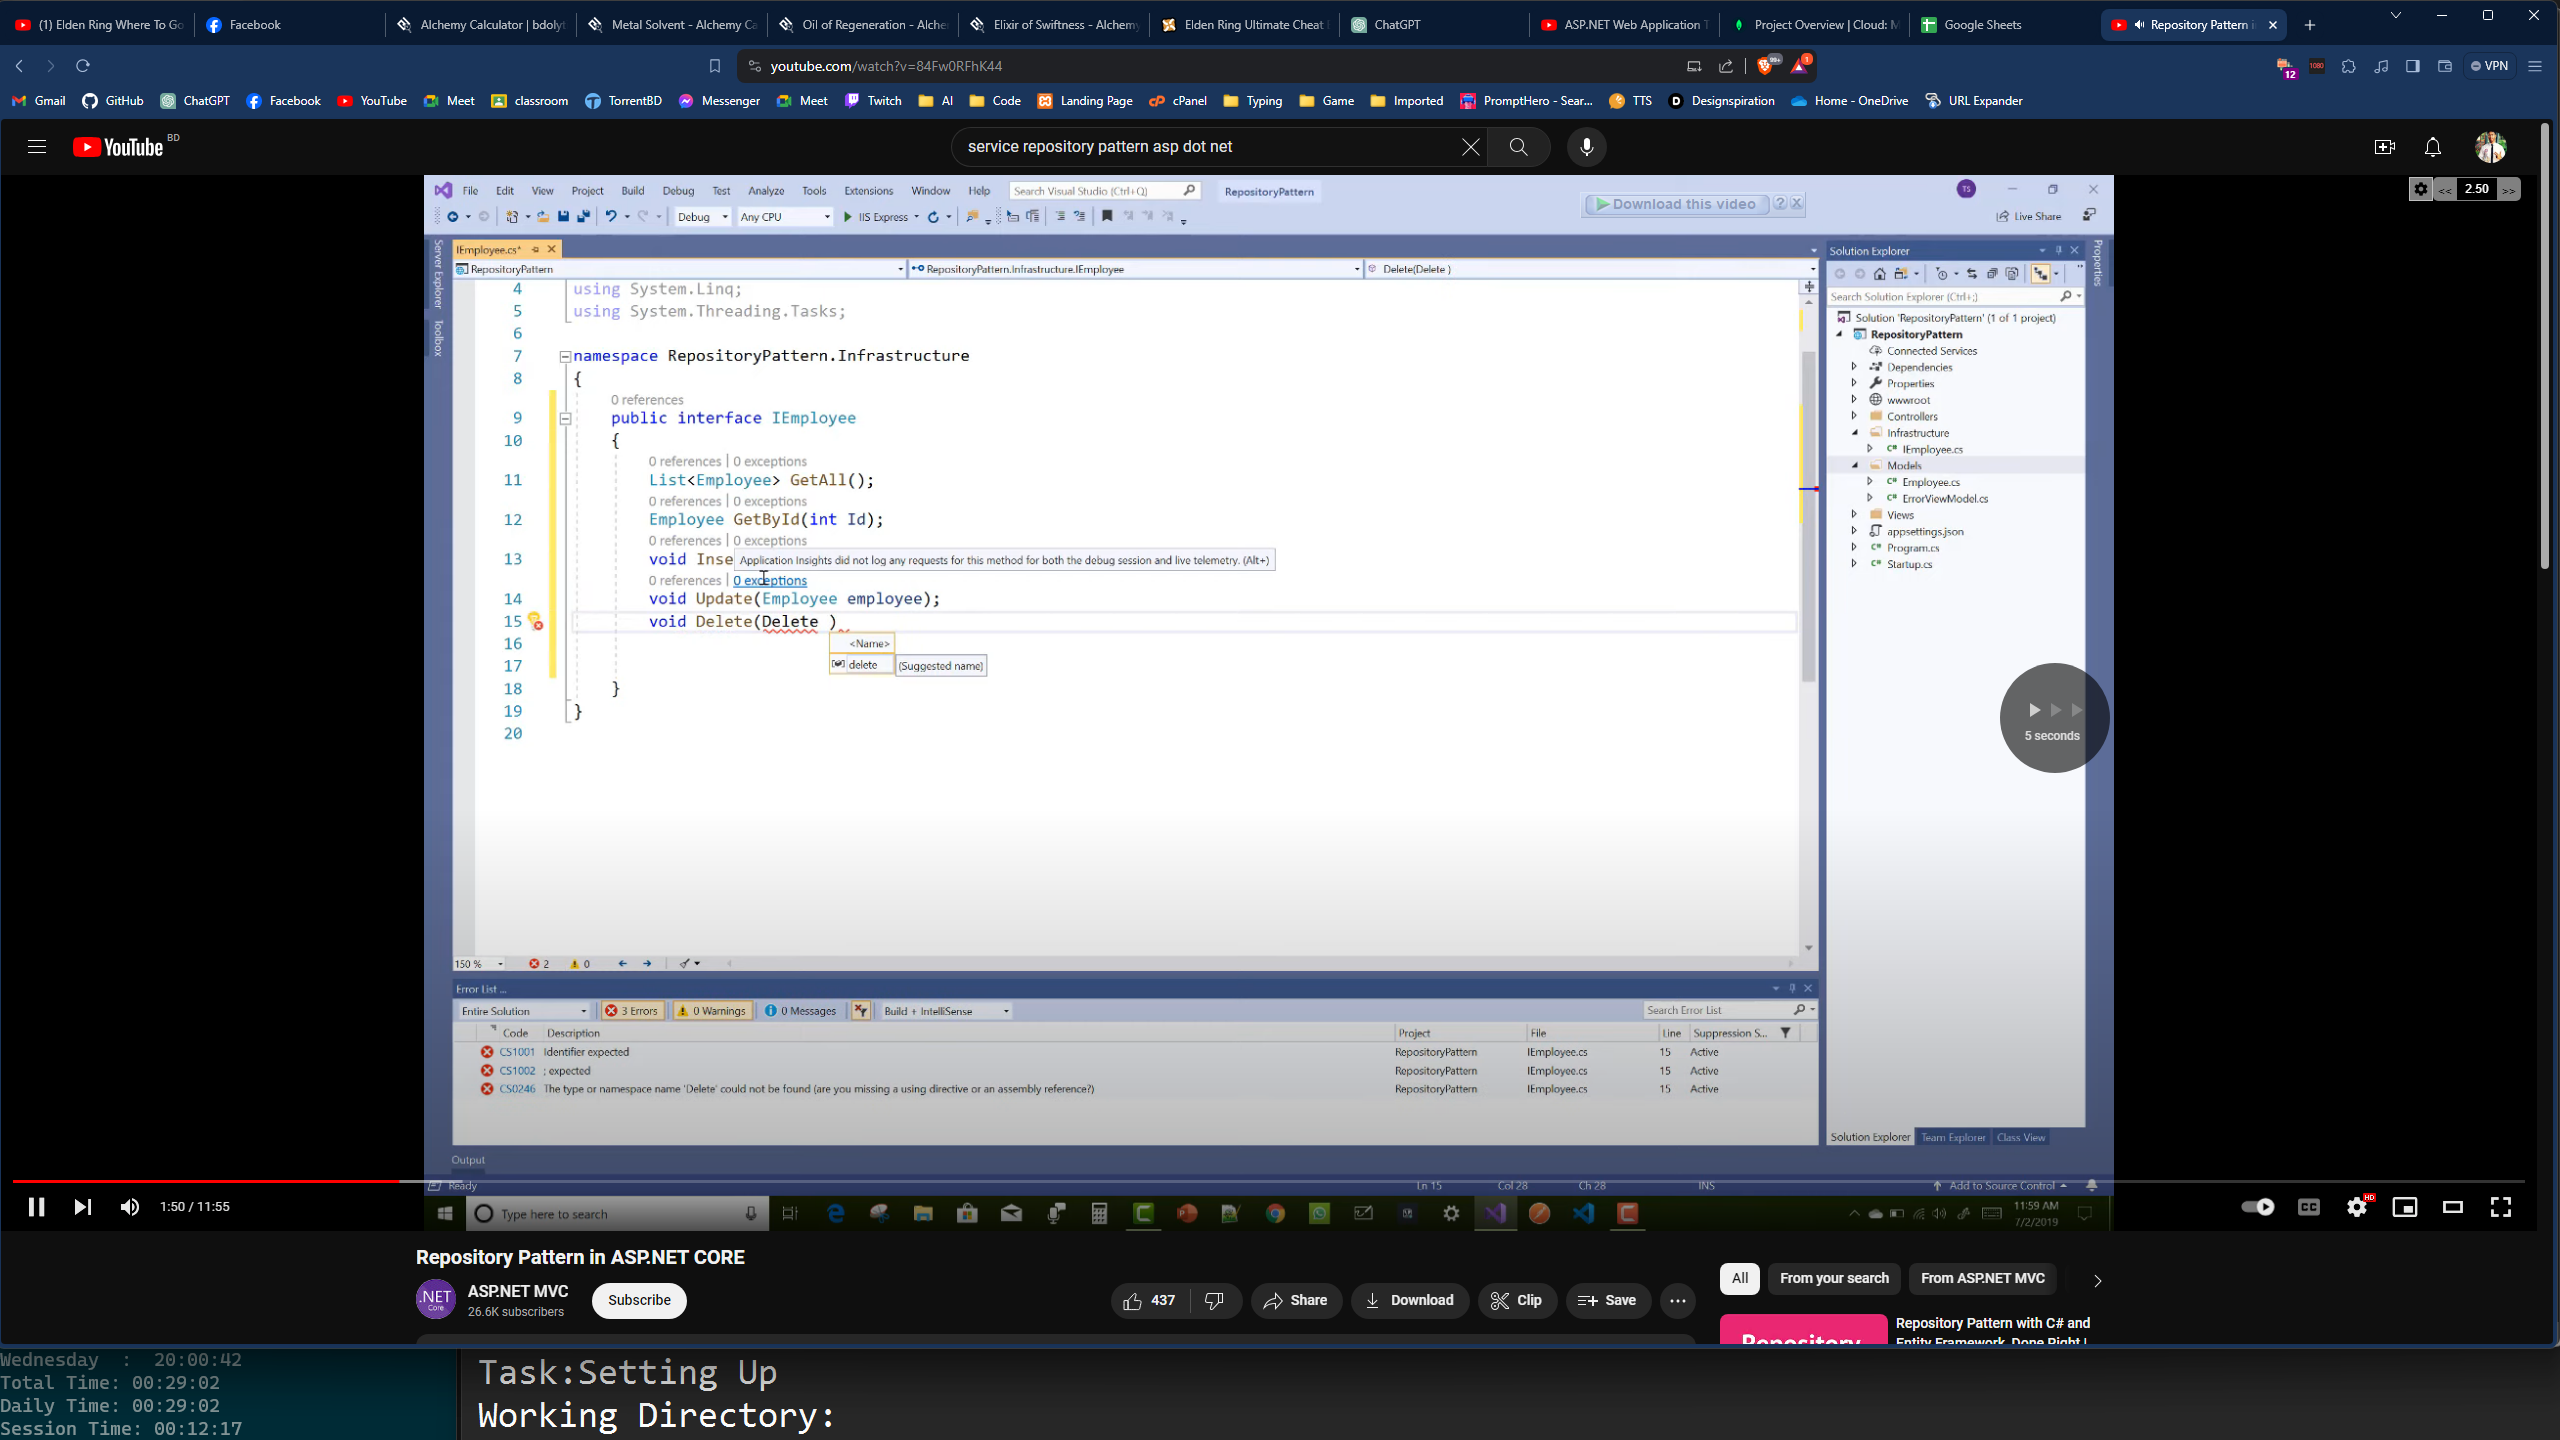 (1) Elden Ring Where To Go
Facebook
Alchemy Calculator | bdolyt
Metal Solvent - Alchemy Ca
Oil of Regeneration - Alche
Elixir of Swiftness - Alchemy
Elden Ring Ultimate Cheat
ChatGPT
ASP.NET Web Application T
Project Overview | Cloud: M
Google Sheets
Repository Pattern i
youtube.com/watch?v=84Fw0RFhK44
99+
1
12
1080
VPN
Gmail
GitHub
ChatGPT
Facebook
YouTube
Meet
classroom
TorrentBD
Messenger
Meet
Twitch
AI
Code
Landing Page
cPanel
Typing
Game
Imported
PromptHero - Sear...
TTS
Designspiration
Home - OneDrive
URL Expander
YouTube BD
service repository pattern asp dot net
File Edit View Project Build Debug Test Analyze Tools Extensions Window Help
Search Visual Studio (Ctrl+Q)
RepositoryPattern
TS
Download this video
<< 2.50 >>
Debug
Any CPU
IIS Express
Live Share
Server Explorer
Toolbox
IEmployee.cs*
RepositoryPattern
RepositoryPattern.Infrastructure.IEmployee
Delete(Delete )
4 using System.Linq;
5 using System.Threading.Tasks;
6
7 namespace RepositoryPattern.Infrastructure
8 {
0 references
9 public interface IEmployee
10 {
0 references | 0 exceptions
11 List<Employee> GetAll();
0 references | 0 exceptions
12 Employee GetById(int Id);
0 references | 0 exceptions
13 void Inse
Application Insights did not log any requests for this method for both the debug session and live telemetry. (Alt+)
0 references | 0 exceptions
14 void Update(Employee employee);
15 void Delete(Delete )
16
<Name>
17
delete
(Suggested name)
18 }
19 }
20
Solution Explorer
Properties
Search Solution Explorer (Ctrl+;)
Solution 'RepositoryPattern' (1 of 1 project)
RepositoryPattern
Connected Services
Dependencies
Properties
wwwroot
Controllers
Infrastructure
C# IEmployee.cs
Models
C# Employee.cs
C# ErrorViewModel.cs
Views
appsettings.json
C# Program.cs
C# Startup.cs
5 seconds
150 %
2
0
Error List ...
Entire Solution
3 Errors
0 Warnings
0 Messages
Build + IntelliSense
Search Error List
Code Description Project File Line Suppression S...
CS1001 Identifier expected RepositoryPattern IEmployee.cs 15 Active
CS1002 ; expected RepositoryPattern IEmployee.cs 15 Active
CS0246 The type or namespace name 'Delete' could not be found (are you missing a using directive or an assembly reference?) RepositoryPattern IEmployee.cs 15 Active
Solution Explorer Team Explorer Class View
Output
Ready
Ln 15 Col 28 Ch 28 INS
Add to Source Control
1:50 / 11:55
Type here to search
11:59 AM
7/2/2019
CC
HD
Repository Pattern in ASP.NET CORE
.NET
Core
ASP.NET MVC
26.6K subscribers
Subscribe
437
Share
Download
Clip
Save
All
From your search
From ASP.NET MVC
Repository
Repository Pattern with C# and
Entity Framework, Done Right |
Wednesday : 20:00:42
Total Time: 00:29:02
Daily Time: 00:29:02
Session Time: 00:12:17
Task:Setting Up
Working Directory: